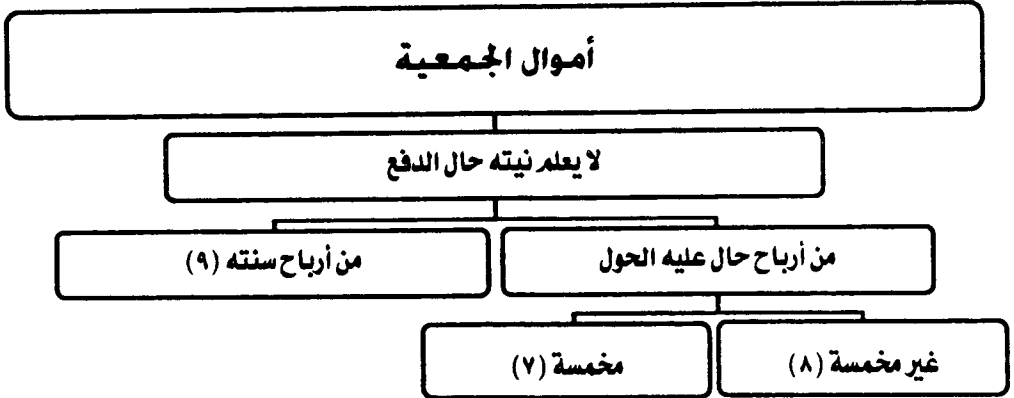 أموال الجمعية
لا يعلم نيته حال الدفع
من أرباح حال عليه الحول
من أرباح سنته (٩)
غير مخمسة (٨)
مخمسة (٧)